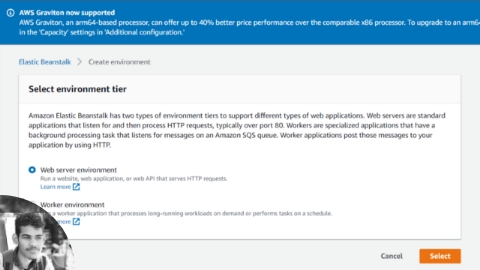 AWS Graviton now supported
AWS Graviton, an arm64-based processor, can offer up to 40% better price performance over the comparable x86 processor. To upgrade to an arm64
in the 'Capacity' settings in 'Additional configuration.'
Elastic Beanstalk > Create environment
Select environment tier
Amazon Elastic Beanstalk has two types of environment tiers to support different types of web applications. Web servers are standard
applications that listen for and then process HTTP requests, typically over port 80. Workers are specialized applications that have a
background processing task that listens for messages on an Amazon SQS queue. Worker applications post those messages to your
application by using HTTP.
Web server environment
Run a website, web application, or web API that serves HTTP requests.
Learn more
Worker environment
a worker application that processes long-running workloads on demand or performs tasks on a schedule.
more
Cancel
Select